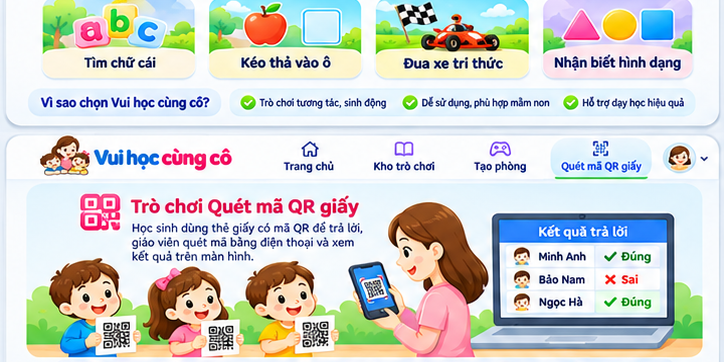 abc
Tìm chữ cái
Kéo thả vào ô
Đua xe tri thức
Nhận biết hình dạng
Vì sao chọn Vui học cùng cô?
Trò chơi tương tác, sinh động
Dễ sử dụng, phù hợp mầm non
Hỗ trợ dạy học hiệu quả
Vui học cùng cô
Trang chủ
Kho trò chơi
Tạo phòng
Quét mã QR giấy
Trò chơi Quét mã QR giấy
Học sinh dùng thẻ giấy có mã QR để trả lời,
giáo viên quét mã bằng điện thoại và xem
kết quả trên màn hình.
Kết quả trả lời
Minh Anh Đúng
Bảo Nam Sai
Ngọc Hà Đúng